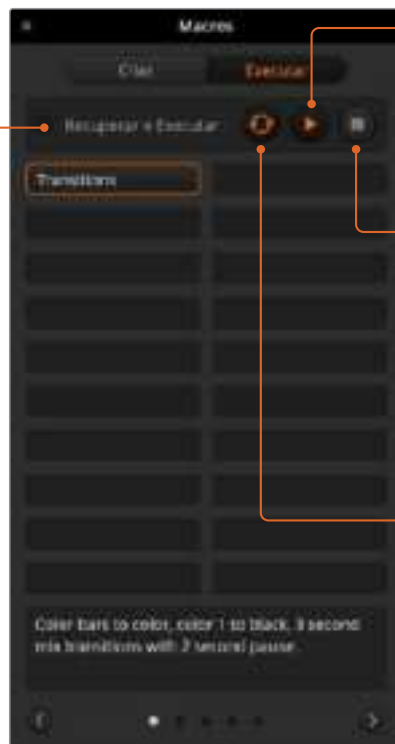 Macros
Criar
Executar
Recuperar e Executar
Transitions
Color bars to color, color 1 to black, 3 second
mix transitions with 2 second pause.